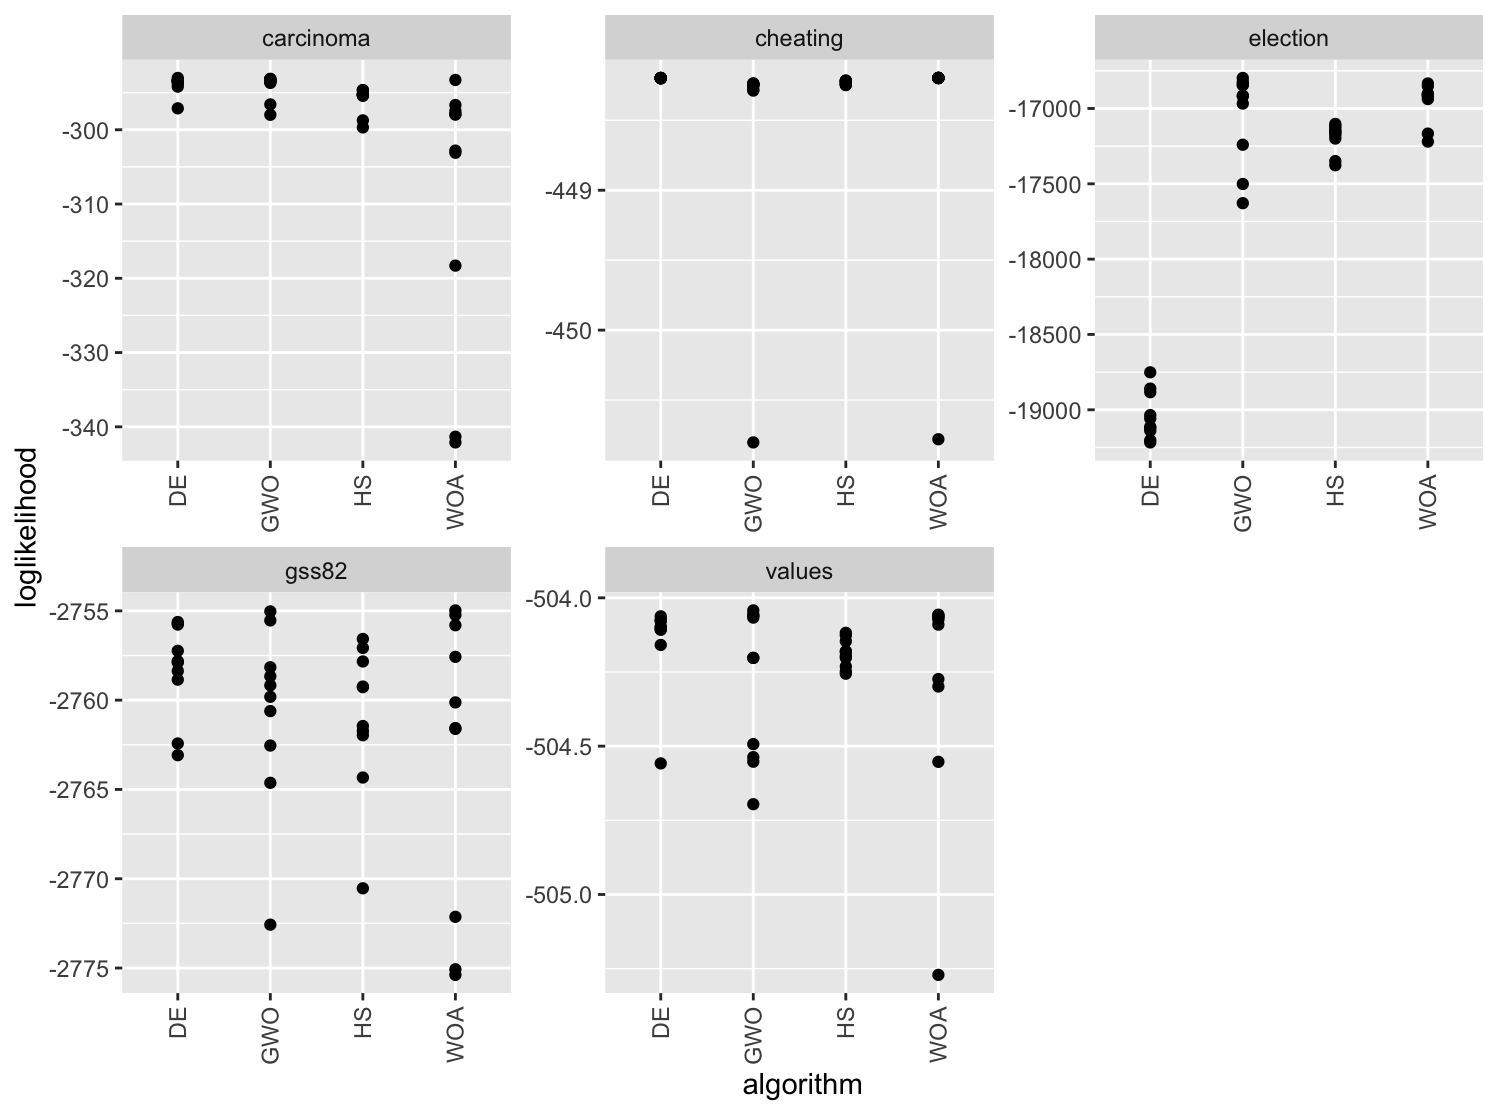 carcinoma
cheating
election
-300
-310
-320
-330
-340
-449
-450
-17000
-17500
-18000
-18500
-19000
DE
GWO
HS
WOA
DE
GWO
HS
WOA
DE
GWO
HS
WOA
loglikelihood
gss82
values
-2755
-2760
-2765
-2770
-2775
-504.0
-504.5
-505.0
DE
GWO
HS
WOA
DE
GWO
HS
WOA
algorithm